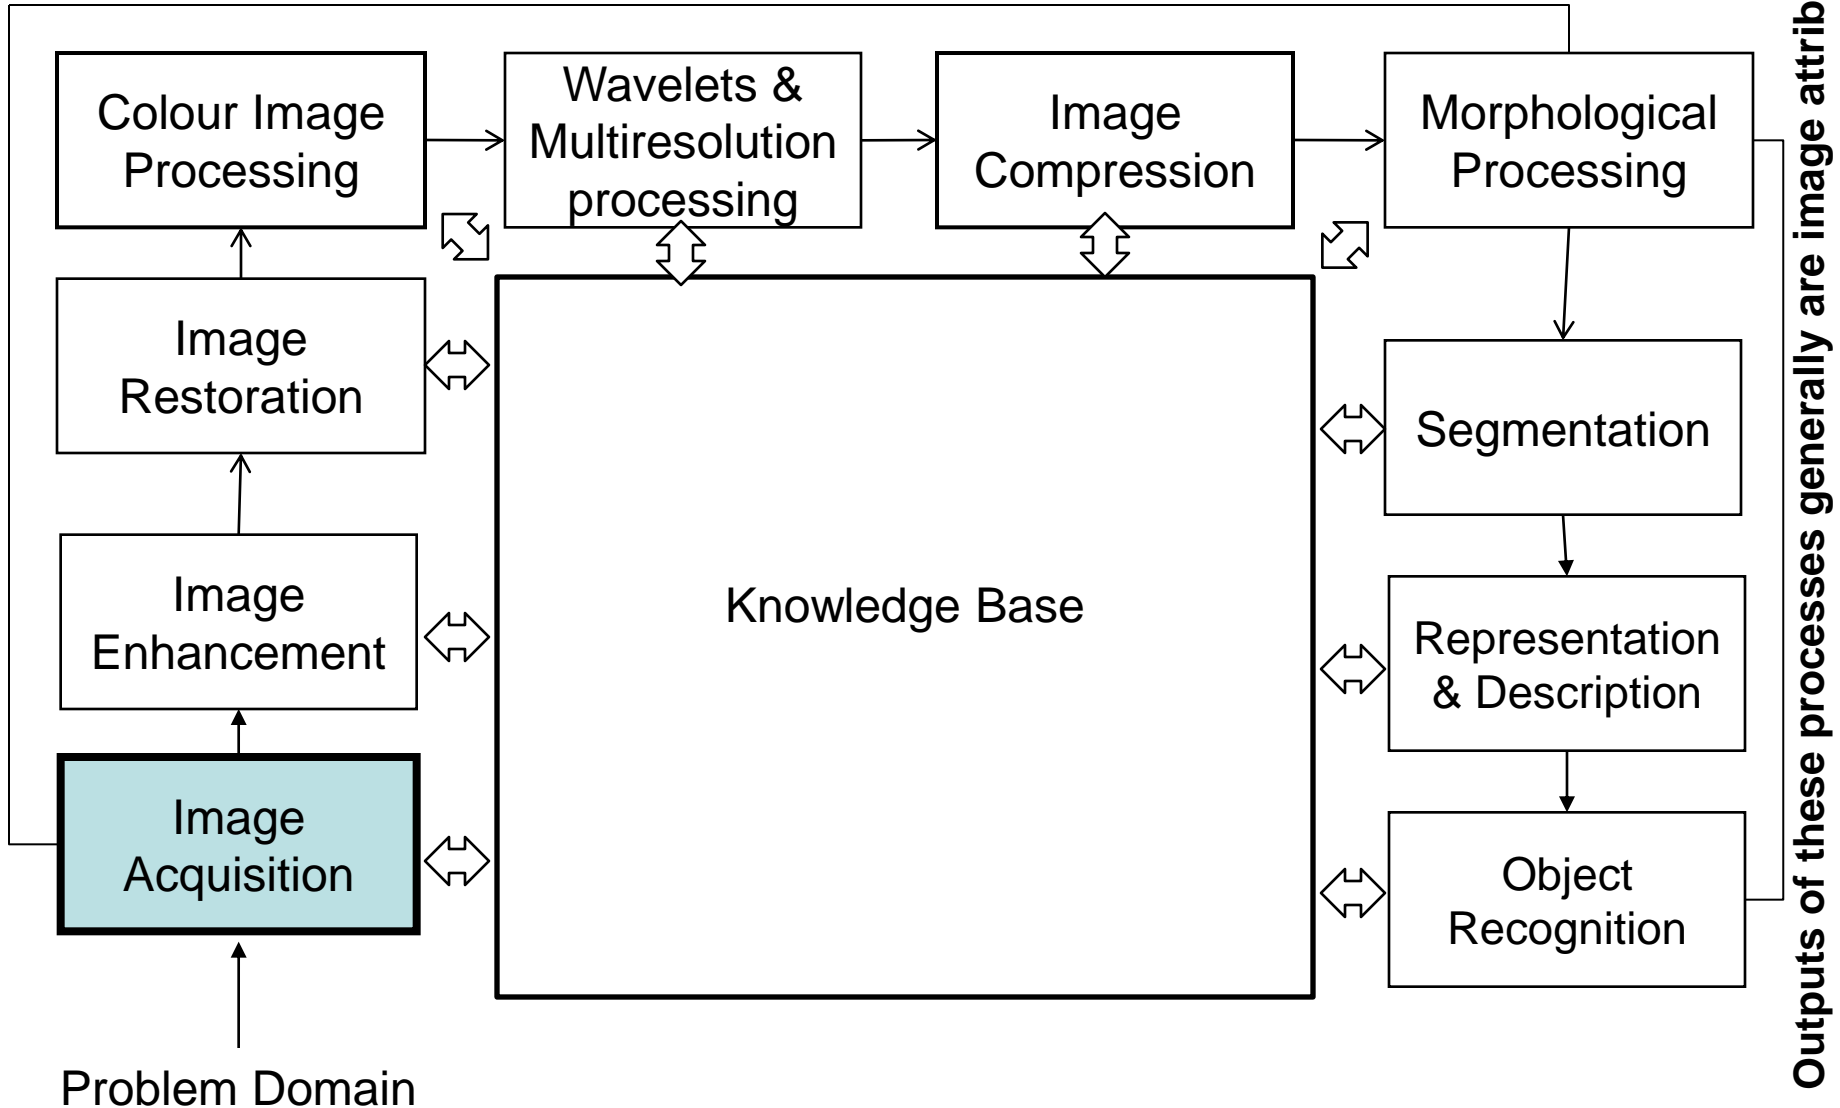 Colour Image
Processing
Wavelets &
Multiresolution
processing
Image
Compression
Morphological
Processing
Image
Restoration
Segmentation
Image
Enhancement
Knowledge Base
Representation
& Description
Image
Acquisition
Object
Recognition
Problem Domain
Outputs of these processes generally are image attrib